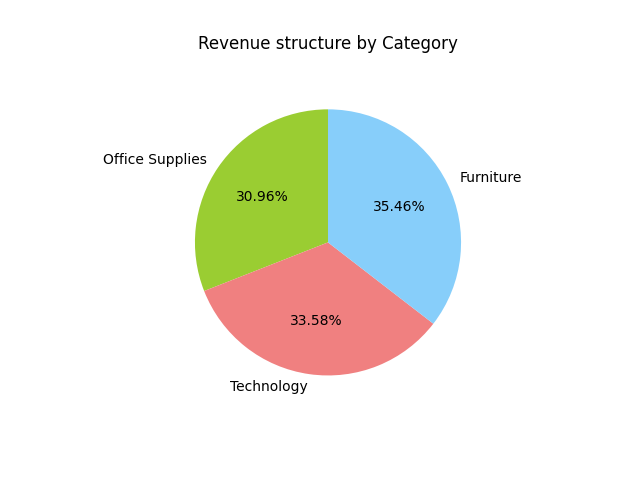 Revenue structure by Category
Office Supplies
30.96%
Furniture
35.46%
33.58%
Technology